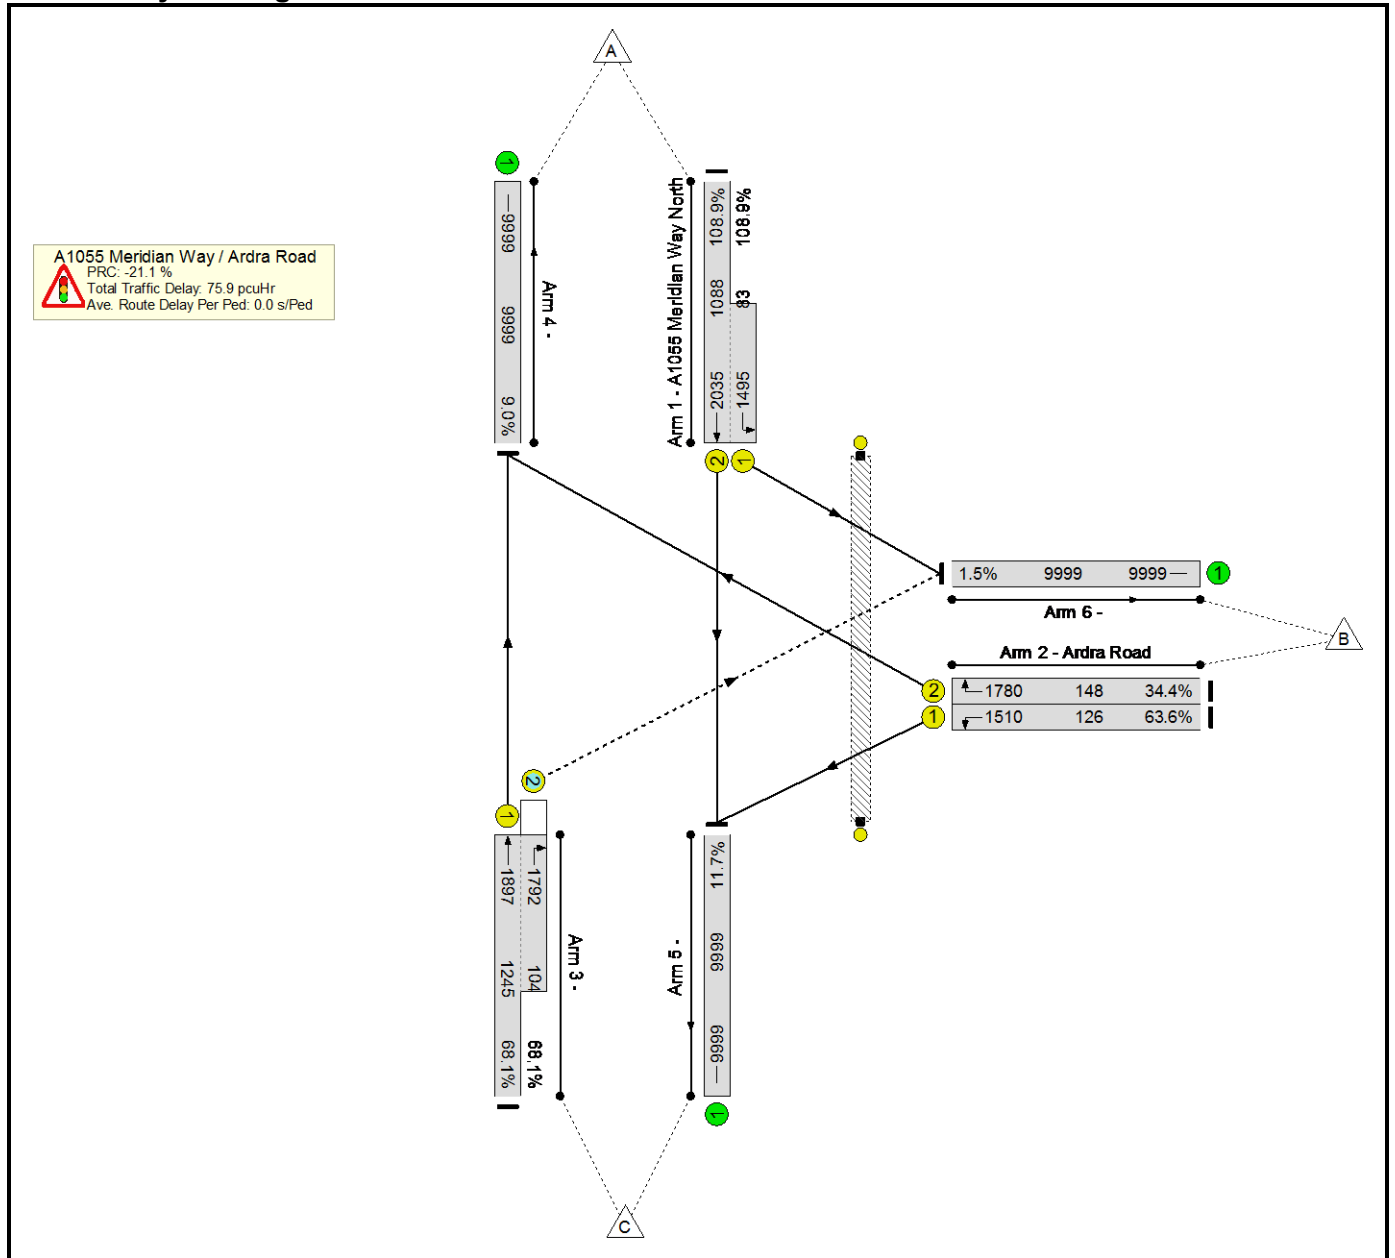 A
1
9999
9999
9.0%
Arm 4 -
Arm 1 - A1055 Meridian Way North
108.9%
1088
2035
108.9%
83
1495
2
1
A1055 Meridian Way / Ardra Road
PRC: -21.1 %
Total Traffic Delay: 75.9 pcuHr
Ave. Route Delay Per Ped: 0.0 s/Ped
1.5% 9999 9999
1
Arm 6 -
B
Arm 2 - Ardra Road
2
1780 148 34.4%
1
1510 126 63.6%
2
1
1897
1245
68.1%
1792
104
68.1%
Arm 3 -
Arm 5 -
11.7%
9999
9999
1
C